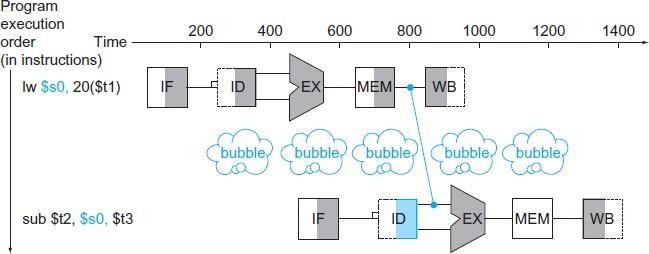 Program
execution
order
Time
(in instructions)
200 400 600 800 1000 1200 1400
lw $s0, 20($t1)
IF ID EX MEM WB
bubble bubble bubble bubble bubble
sub $t2, $s0, $t3
IF ID EX MEM WB